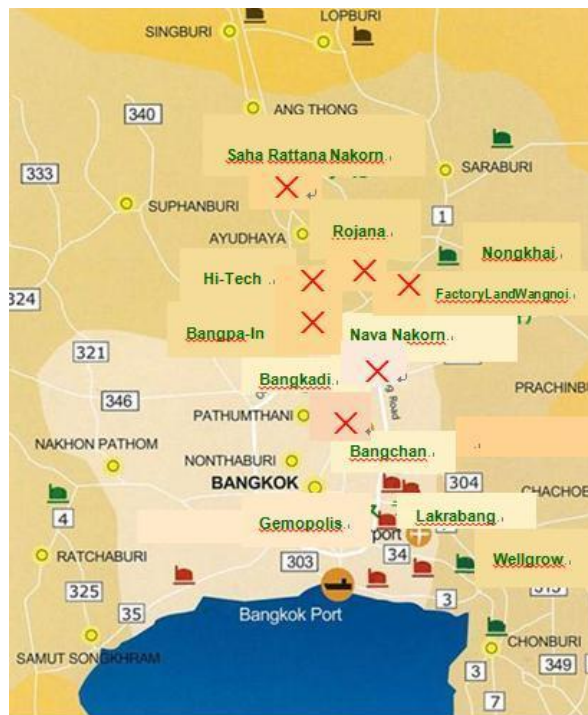 LOPBURI
SINGBURI
ANG THONG
340
Saha Rattana Nakorn
333
SARABURI
SUPHANBURI
1
Rojana
AYUDHAYA
Nongkhai
Hi-Tech
FactoryLandWangnoi
324
Bangpa-In
Nava Nakorn
321
Bangkadi
PRACHINBU
346
Road
PATHUMTHANI
NAKHON PATHOM
Bangchan
NONTHABURI
BANGKOK
304
CHACHOE
4
Gemopolis
Lakrabang
port
RATCHABURI
303
34
Wellgrow
325
315
35
Bangkok Port
3
CHONBURI
SAMUT SONGKHRAM
3
349
7